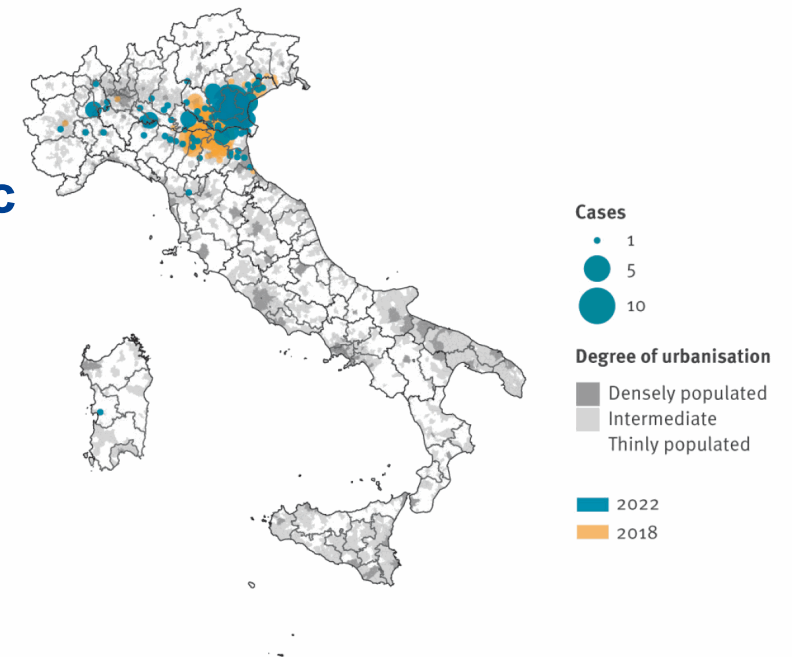 c
Cases
1
5
10
Degree of urbanisation
Densely populated
Intermediate
Thinly populated
2022
2018